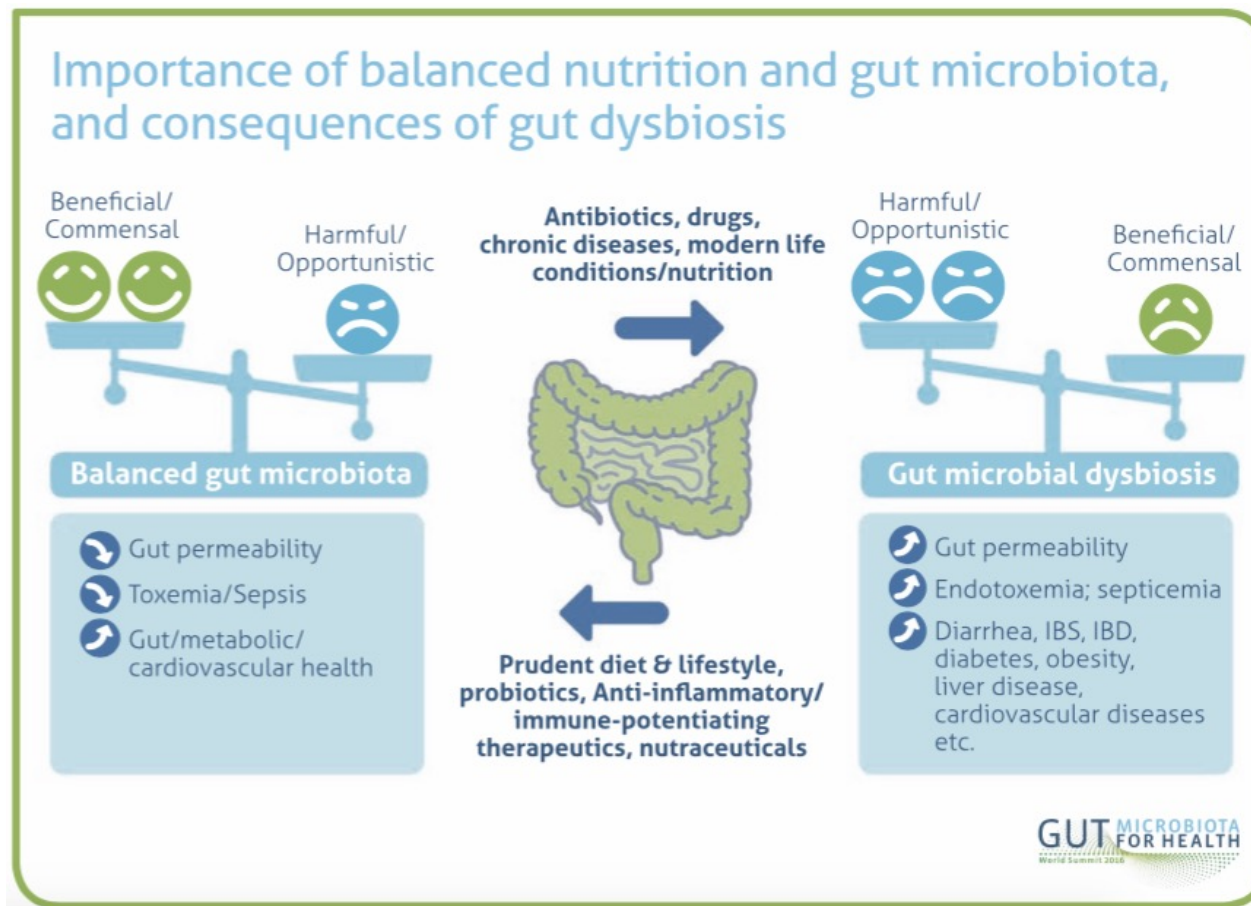 Importance of balanced nutrition and gut microbiota,
and consequences of gut dysbiosis
Beneficial/
Commensal
Harmful/
Opportunistic
Balanced gut microbiota
Gut permeability
Toxemia/Sepsis
Gut/metabolic/
cardiovascular health
Antibiotics, drugs,
chronic diseases, modern life
conditions/nutrition
Prudent diet & lifestyle,
probiotics, Anti-inflammatory/
immune-potentiating
therapeutics, nutraceuticals
Harmful/
Opportunistic
Beneficial/
Commensal
Gut microbial dysbiosis
Gut permeability
Endotoxemia; septicemia
Diarrhea, IBS, IBD,
diabetes, obesity,
liver disease,
cardiovascular diseases
etc.
GUT MICROBIOTA
FOR HEALTH
World Summit 2016